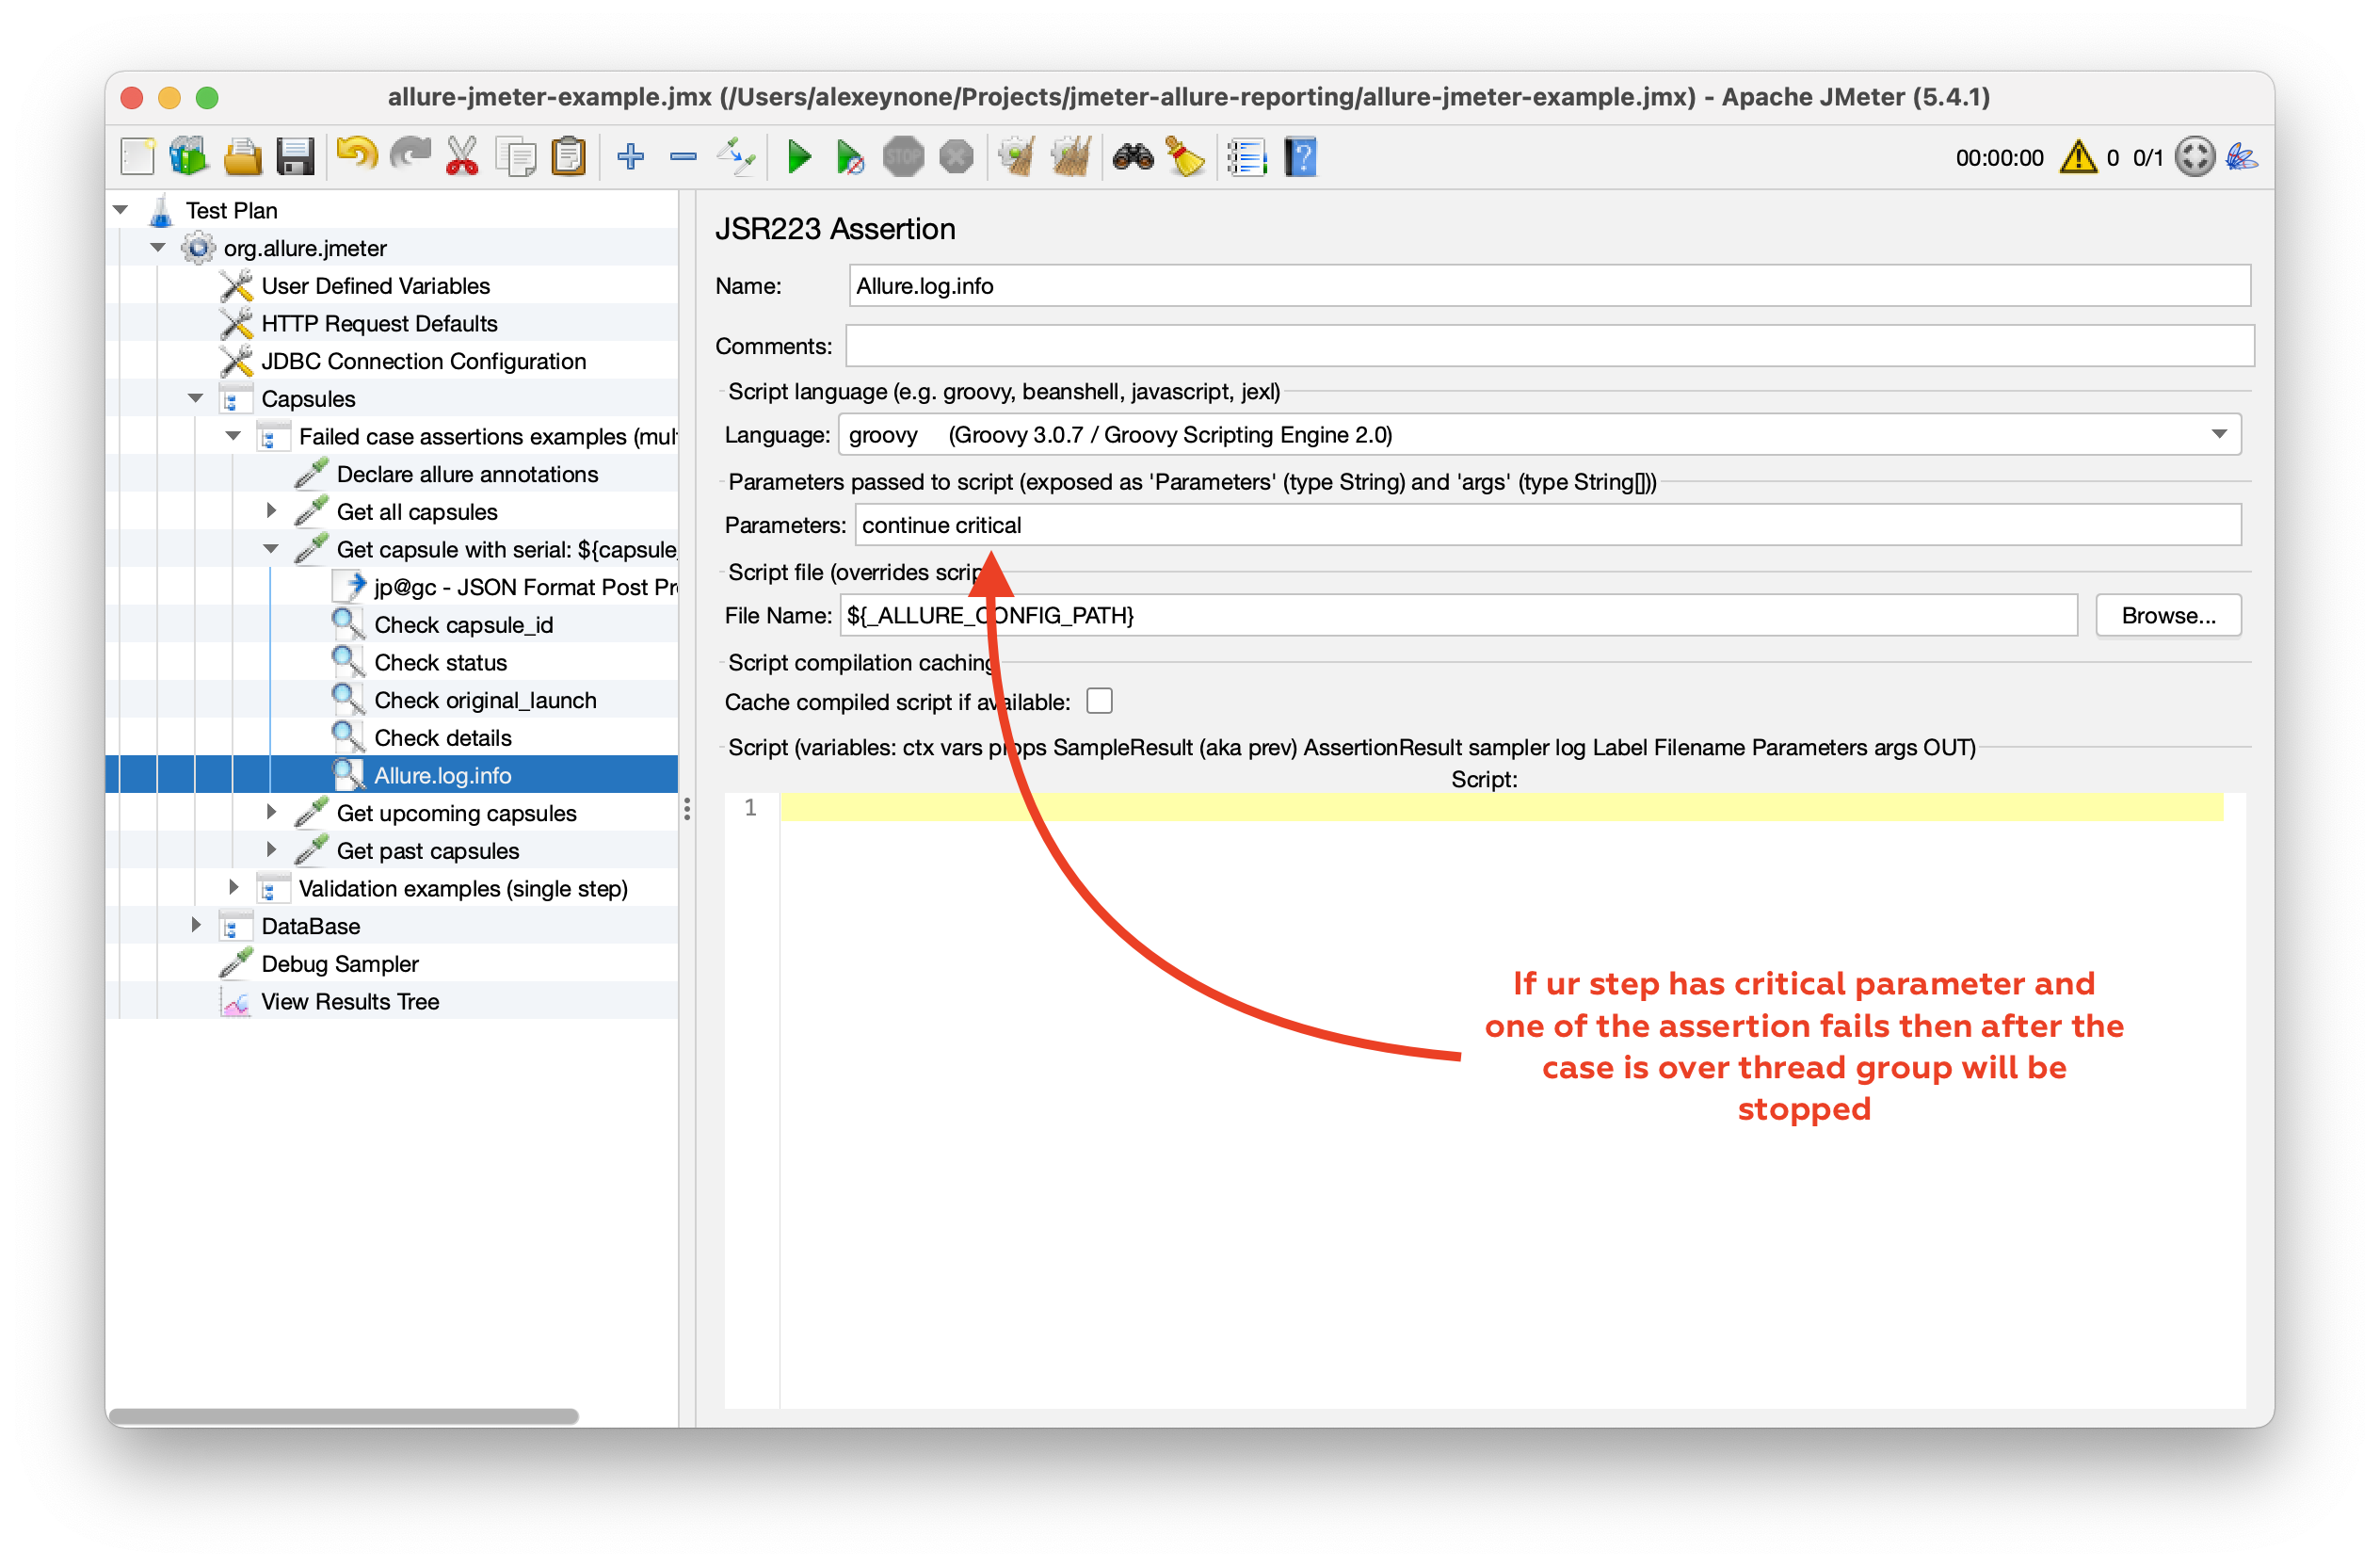 allure-jmeter-example.jmx (/Users/alexeynone/Projects/jmeter-allure-reporting/allure-jmeter-example.jmx) - Apache JMeter (5.4.1)
STOP
00:00:00 0 0/1
Test Plan
org.allure.jmeter
User Defined Variables
HTTP Request Defaults
JDBC Connection Configuration
Capsules
Failed case assertions examples (mul
Declare allure annotations
Get all capsules
Get capsule with serial: ${capsule_
jp@gc - JSON Format Post Pr
Check capsule_id
Check status
Check original_launch
Check details
Allure.log.info
Get upcoming capsules
Get past capsules
Validation examples (single step)
DataBase
Debug Sampler
View Results Tree
JSR223 Assertion
Name: Allure.log.info
Comments:
Script language (e.g. groovy, beanshell, javascript, jexl)
Language: groovy (Groovy 3.0.7 / Groovy Scripting Engine 2.0)
Parameters passed to script (exposed as 'Parameters' (type String) and 'args' (type String[]))
Parameters: continue critical
Script file (overrides scrip
File Name: ${_ALLURE_CONFIG_PATH} Browse...
Script compilation caching
Cache compiled script if available:
Script (variables: ctx vars props SampleResult (aka prev) AssertionResult sampler log Label Filename Parameters args OUT)
Script:
1
If ur step has critical parameter and
one of the assertion fails then after the
case is over thread group will be
stopped